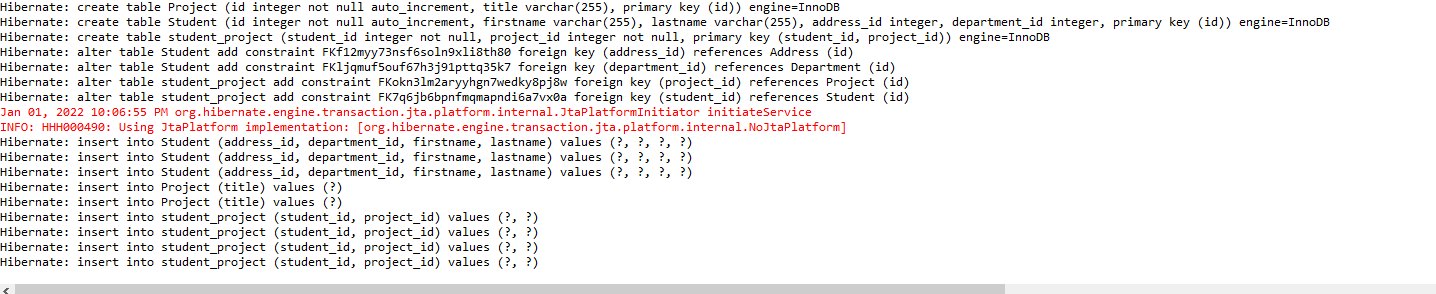 Hibernate: create table Project (id integer not null auto_increment, title varchar(255), primary key (id)) engine=InnoDB
Hibernate: create table Student (id integer not null auto_increment, firstname varchar(255), lastname varchar(255), address_id integer, department_id integer, primary key (id)) engine=InnoDB
Hibernate: create table student_project (student_id integer not null, project_id integer not null, primary key (student_id, project_id)) engine=InnoDB
Hibernate: alter table Student add constraint FKf12myy73nsf6soln9xli8th80 foreign key (address_id) references Address (id)
Hibernate: alter table Student add constraint FKljqmuf5ouf67h3j91pttq35k7 foreign key (department_id) references Department (id)
Hibernate: alter table student_project add constraint FKokn3lm2aryyhgn7wedky8pj8w foreign key (project_id) references Project (id)
Hibernate: alter table student_project add constraint FK7q6jb6bpnfmqmapndi6a7vx0a foreign key (student_id) references Student (id)
Jan 01, 2022 10:06:55 PM org.hibernate.engine.transaction.jta.platform.internal.JtaPlatformInitiator initiateService
INFO: HHH000490: Using JtaPlatform implementation: [org.hibernate.engine.transaction.jta.platform.internal.NoJtaPlatform]
Hibernate: insert into Student (address_id, department_id, firstname, lastname) values (?, ?, ?, ?)
Hibernate: insert into Student (address_id, department_id, firstname, lastname) values (?, ?, ?, ?)
Hibernate: insert into Student (address_id, department_id, firstname, lastname) values (?, ?, ?, ?)
Hibernate: insert into Project (title) values (?)
Hibernate: insert into Project (title) values (?)
Hibernate: insert into student_project (student_id, project_id) values (?, ?)
Hibernate: insert into student_project (student_id, project_id) values (?, ?)
Hibernate: insert into student_project (student_id, project_id) values (?, ?)
Hibernate: insert into student_project (student_id, project_id) values (?, ?)